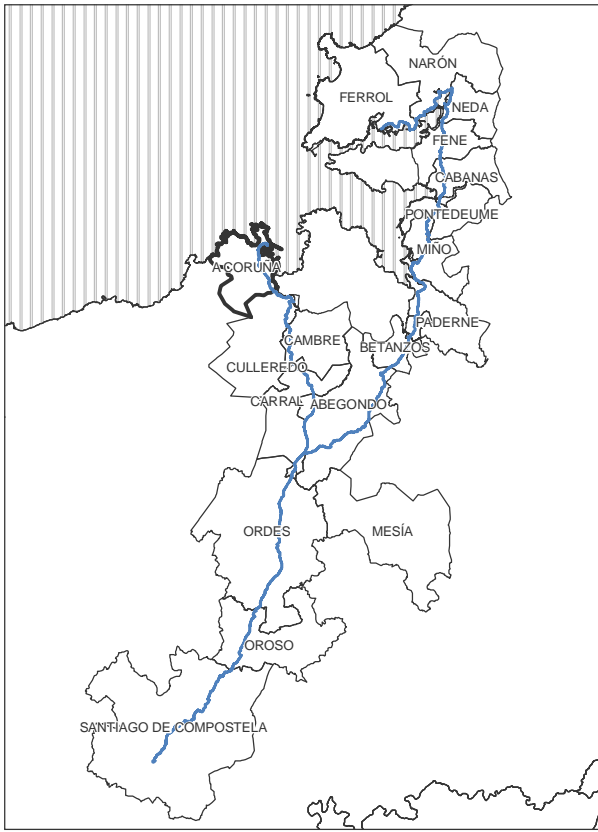 NARÓN
FERROL
NEDA
FENE
CABANAS
PONTEDEUME
MIÑO
A CORUÑA
PADERNE
CAMBRE
BETANZOS
CULLEREDO
CARRAL
ABEGONDO
ORDES
MESÍA
OROSO
SANTIAGO DE COMPOSTELA